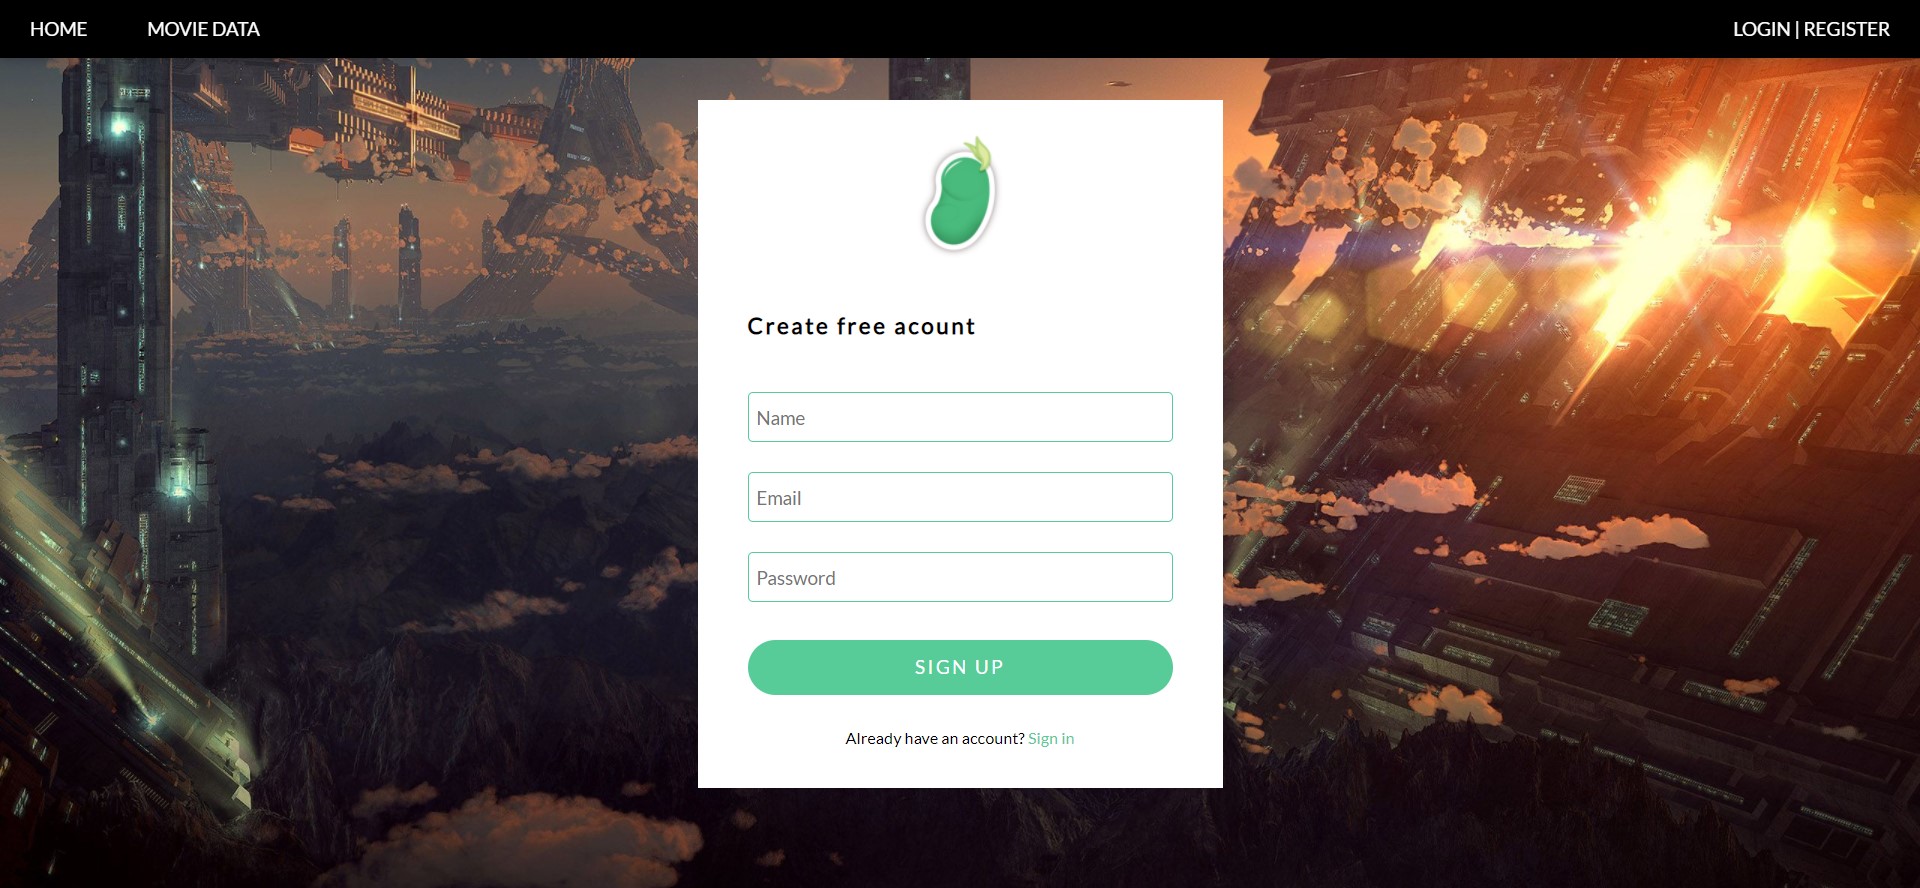 HOME MOVIE DATA LOGIN | REGISTER
Create free acount
Name
Email
Password
SIGN UP
Already have an account? Sign in